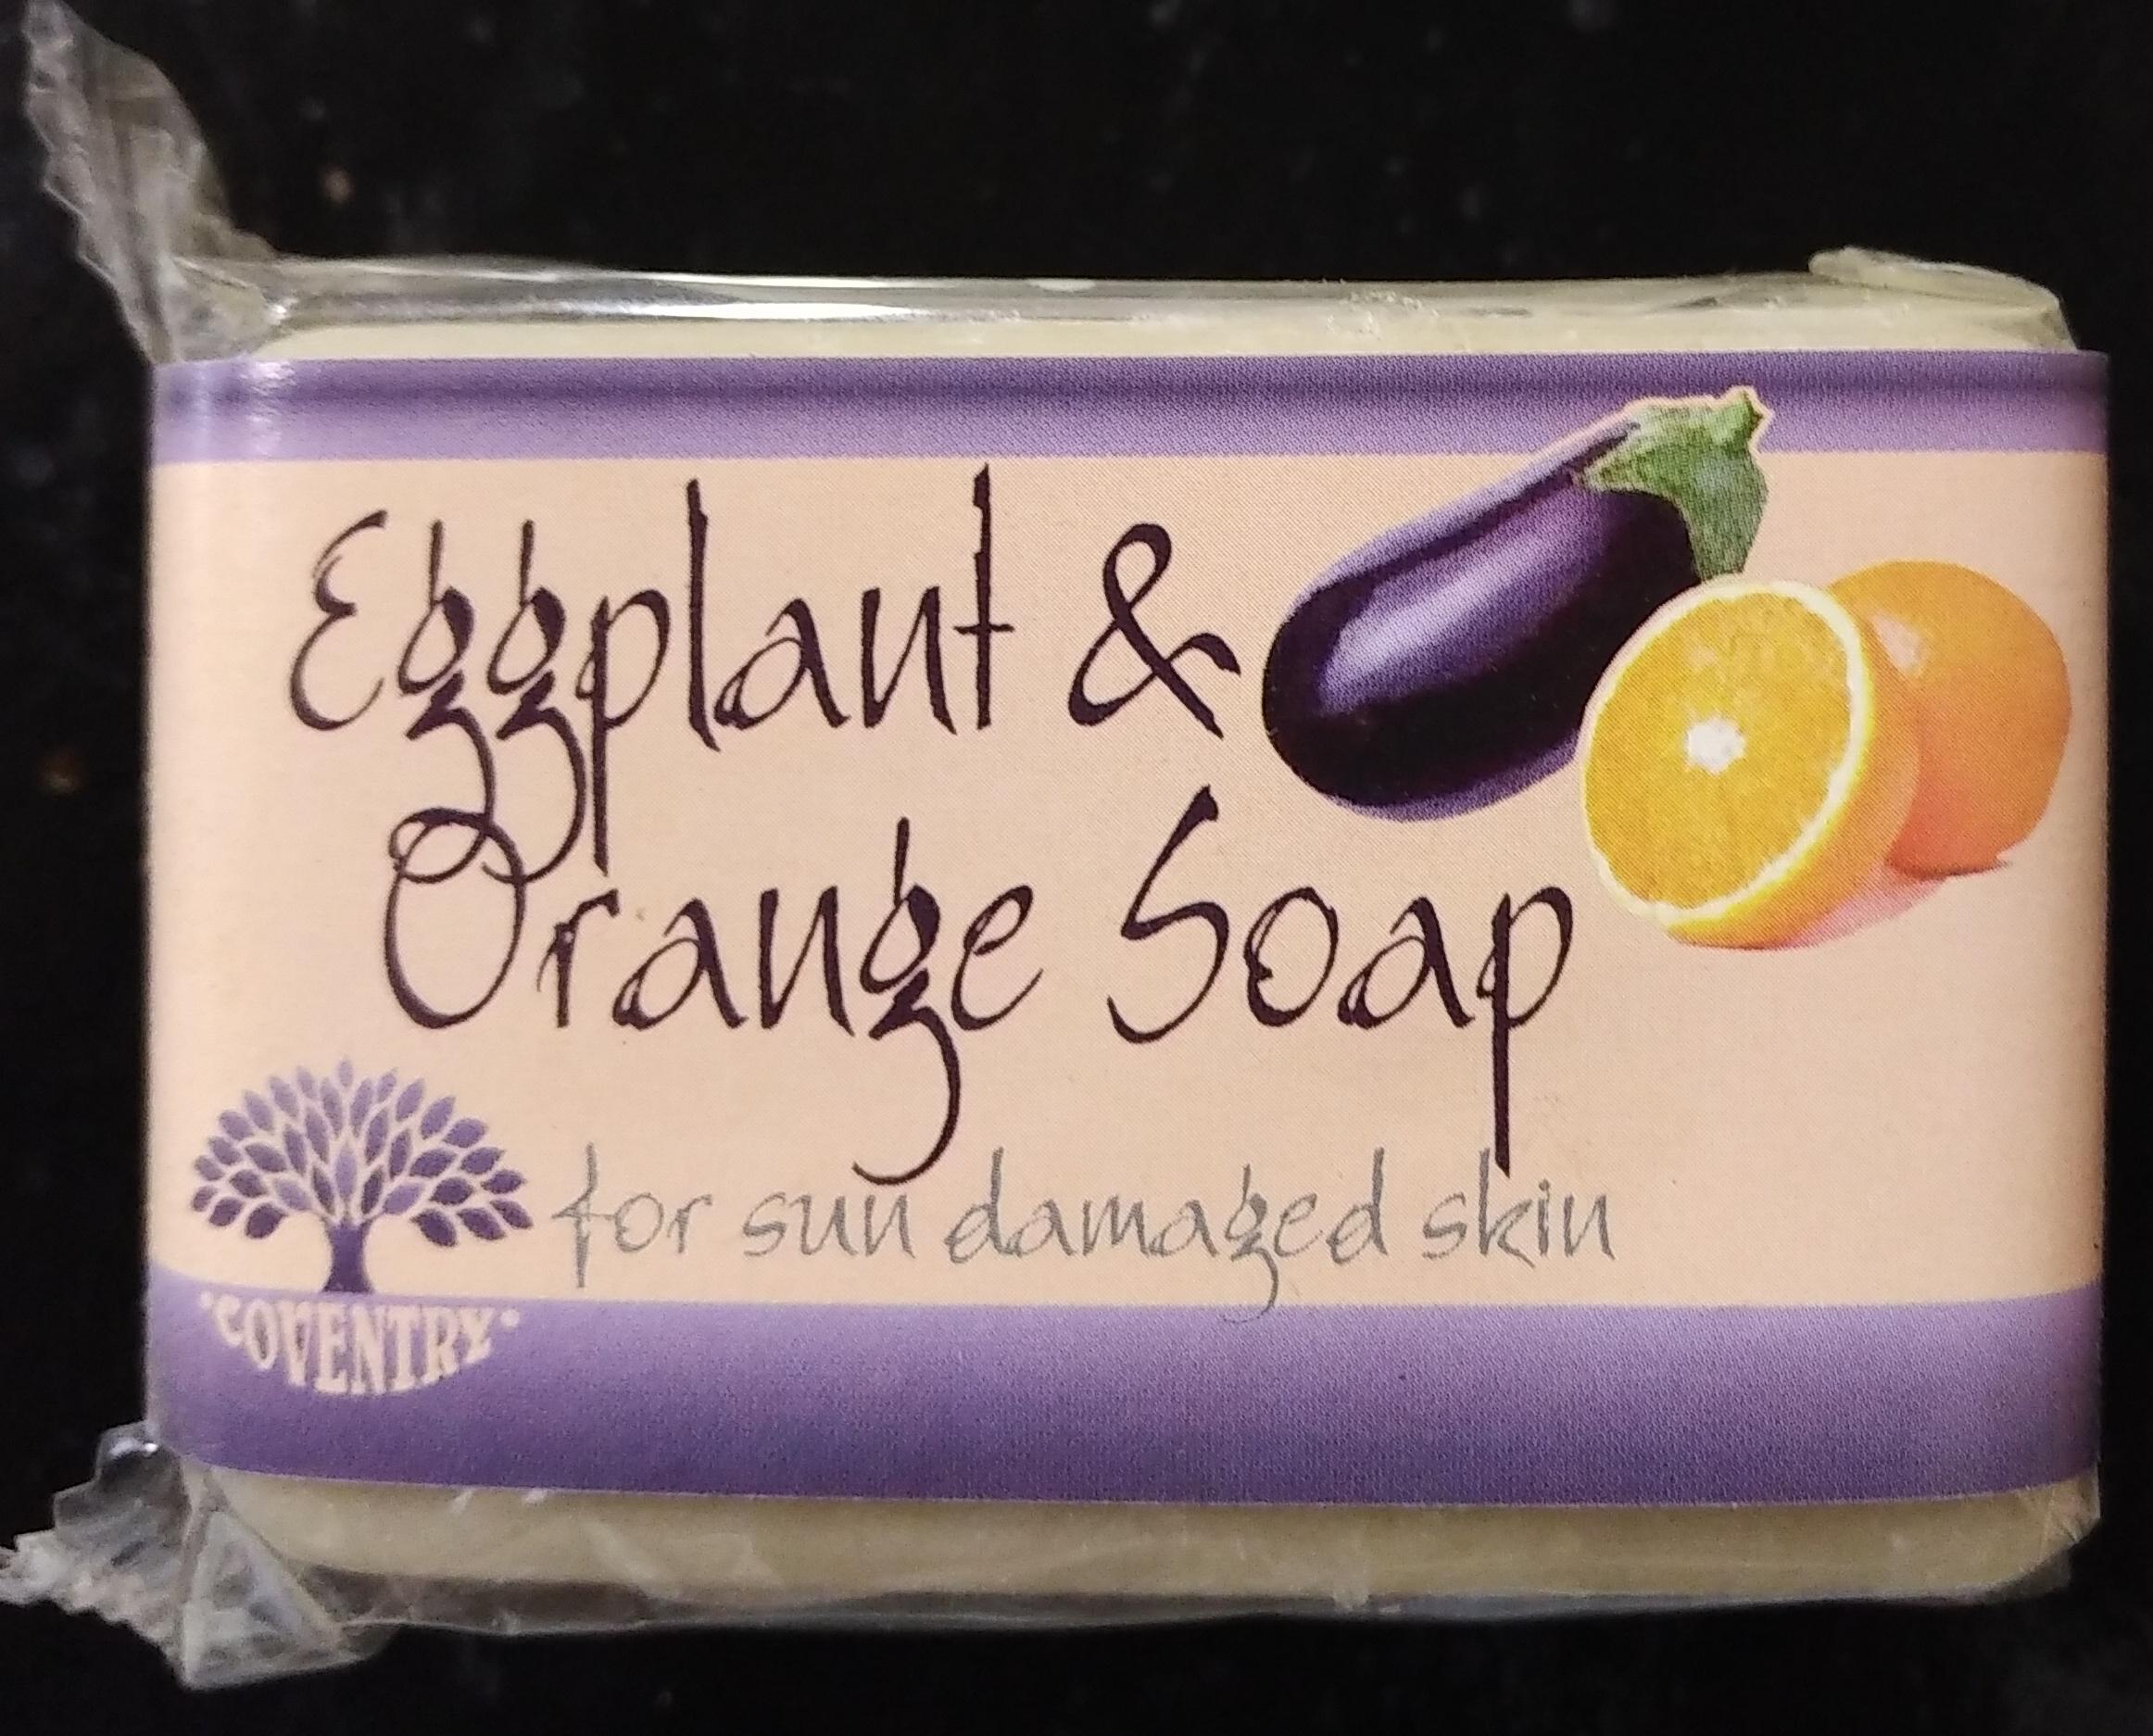 Eggplant &
Orange Soap
for sun damaged skin
•COVENTRY•